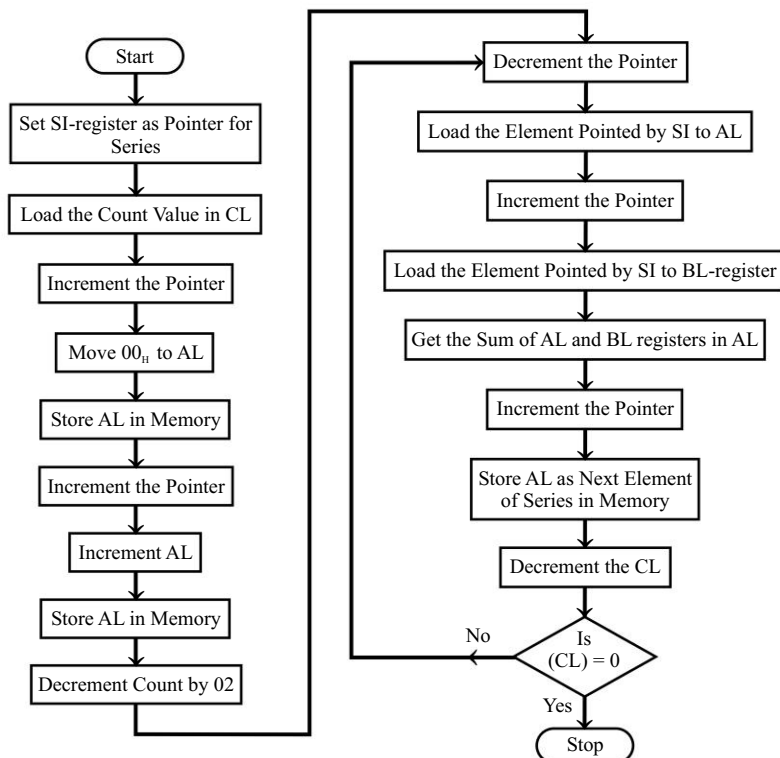 Start
Set SI-register as Pointer for
Series
Load the Count Value in CL
Increment the Pointer
Move 00H to AL
Store AL in Memory
Increment the Pointer
Increment AL
Store AL in Memory
Decrement Count by 02
Decrement the Pointer
Load the Element Pointed by SI to AL
Increment the Pointer
Load the Element Pointed by SI to BL-register
Get the Sum of AL and BL registers in AL
Increment the Pointer
Store AL as Next Element
of Series in Memory
Decrement the CL
Is
(CL) = 0
No
Yes
Stop